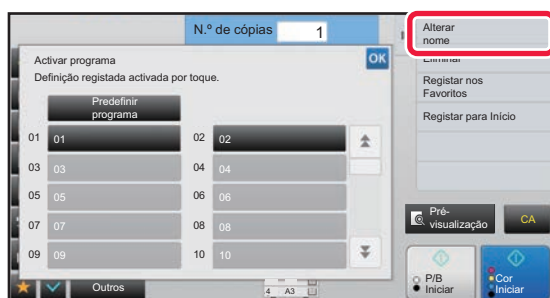 N.º de cópias 1
Activar programa
OK
Definição registada activada por toque.
Predefinir
programa
01 01
02 02
03 03
04 04
05 05
06 06
07 07
08 08
09 09
10 10
Outros
4 A3
Alterar
nome
Eliminar
Registar nos
Favoritos
Registar para Início
Pré-
visualização
CA
P/B
Iniciar
Cor
Iniciar